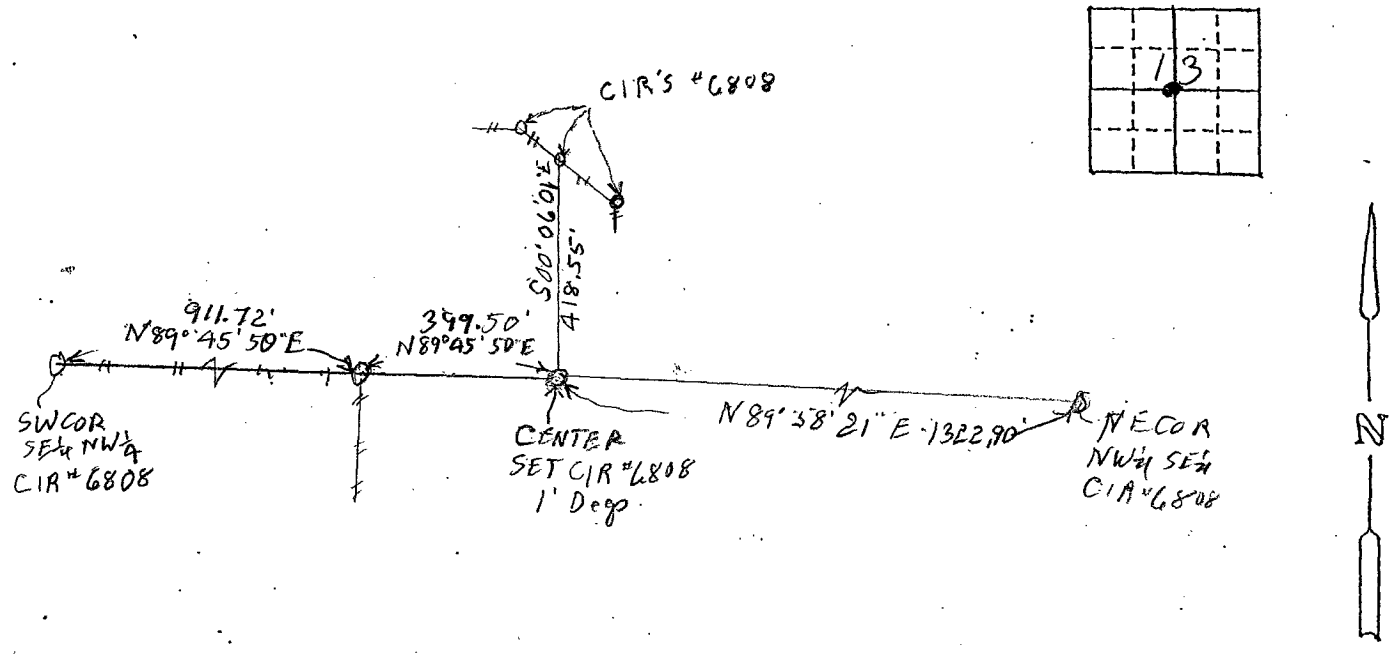 13
CIR'S #6808
S00°06'01"E
418.55'
911.72'
N89°45'50"E
399.50'
N89°45'50"E
N89°58'21"E-1322.90'
SWCOR
SE¼ NW¼
CIR#6808
CENTER
SET CIR #6808
1' Deep
NECOR
NW¼ SE¼
CIR #6808
N